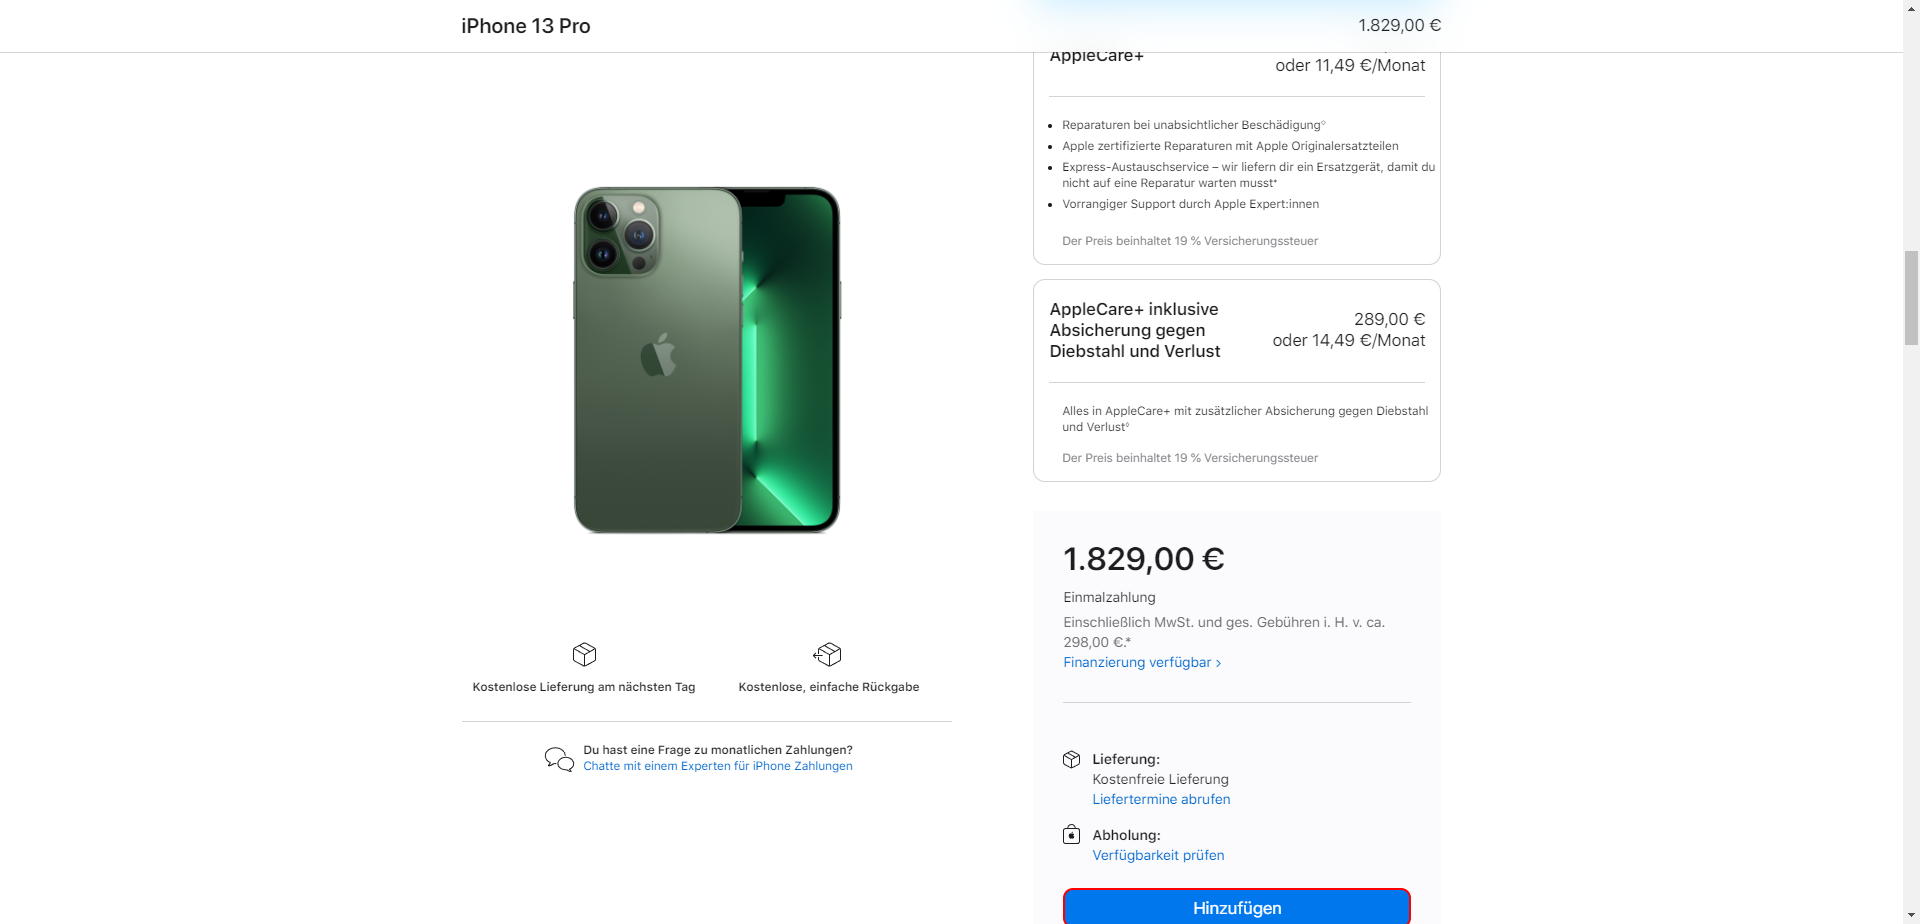 iPhone 13 Pro
1.829,00 €
AppleCare+
oder 11,49 €/Monat
Reparaturen bei unabsichtlicher Beschädigung◊
Apple zertifizierte Reparaturen mit Apple Originalersatzteilen
Express-Austauschservice – wir liefern dir ein Ersatzgerät, damit du
nicht auf eine Reparatur warten musst*
Vorrangiger Support durch Apple Expert:innen
Der Preis beinhaltet 19 % Versicherungssteuer
AppleCare+ inklusive
Absicherung gegen
Diebstahl und Verlust
289,00 €
oder 14,49 €/Monat
Alles in AppleCare+ mit zusätzlicher Absicherung gegen Diebstahl
und Verlust◊
Der Preis beinhaltet 19 % Versicherungssteuer
Kostenlose Lieferung am nächsten Tag
Kostenlose, einfache Rückgabe
Du hast eine Frage zu monatlichen Zahlungen?
Chatte mit einem Experten für iPhone Zahlungen
1.829,00 €
Einmalzahlung
Einschließlich MwSt. und ges. Gebühren i. H. v. ca.
298,00 €.*
Finanzierung verfügbar >
Lieferung:
Kostenfreie Lieferung
Liefertermine abrufen
Abholung:
Verfügbarkeit prüfen
Hinzufügen